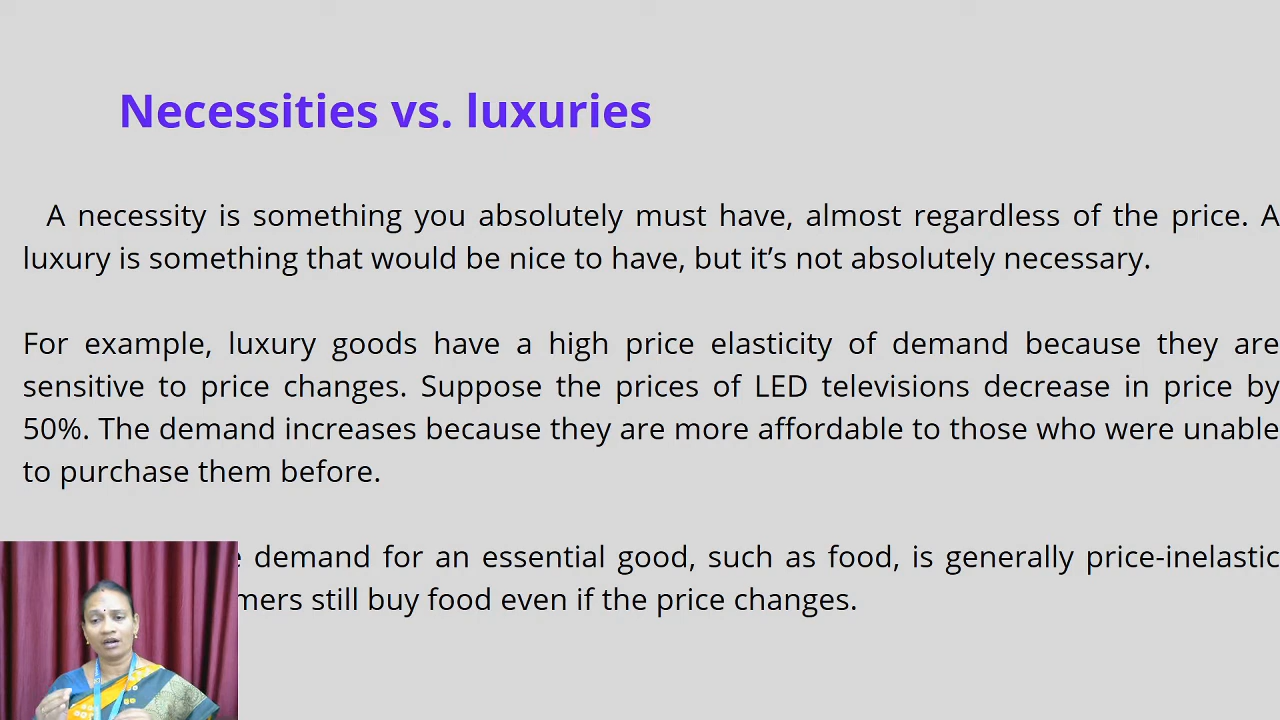 Necessities vs. luxuries
A necessity is something you absolutely must have, almost regardless of the price. A
luxury is something that would be nice to have, but it’s not absolutely necessary.
For example, luxury goods have a high price elasticity of demand because they are
sensitive to price changes. Suppose the prices of LED televisions decrease in price by
50%. The demand increases because they are more affordable to those who were unable
to purchase them before.
demand for an essential good, such as food, is generally price-inelastic
still buy food even if the price changes.